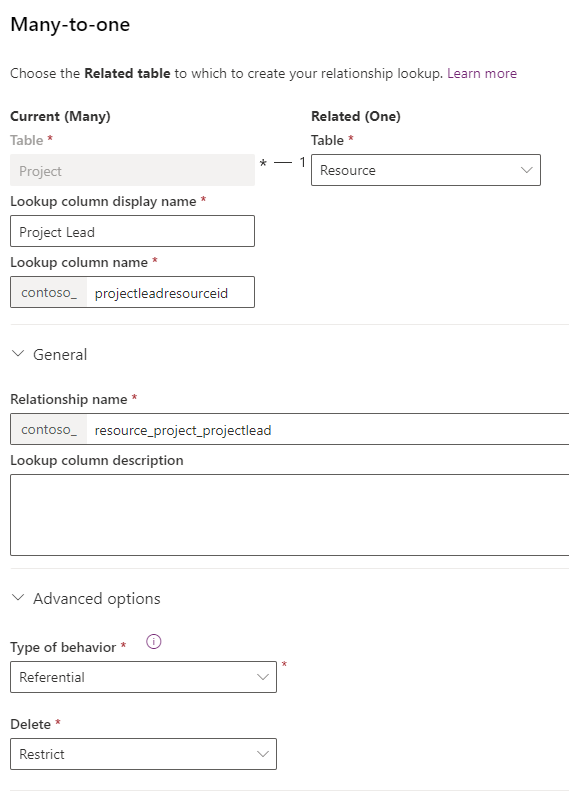 Many-to-one
Choose the Related table to which to create your relationship lookup. Learn more
Current (Many) Related (One)
Table * Table *
Project * — 1 Resource
Lookup column display name *
Project Lead
Lookup column name *
contoso_ projectleadresourceid
General
Relationship name *
contoso_ resource_project_projectlead
Lookup column description
Advanced options
Type of behavior *
Referential *
Delete *
Restrict